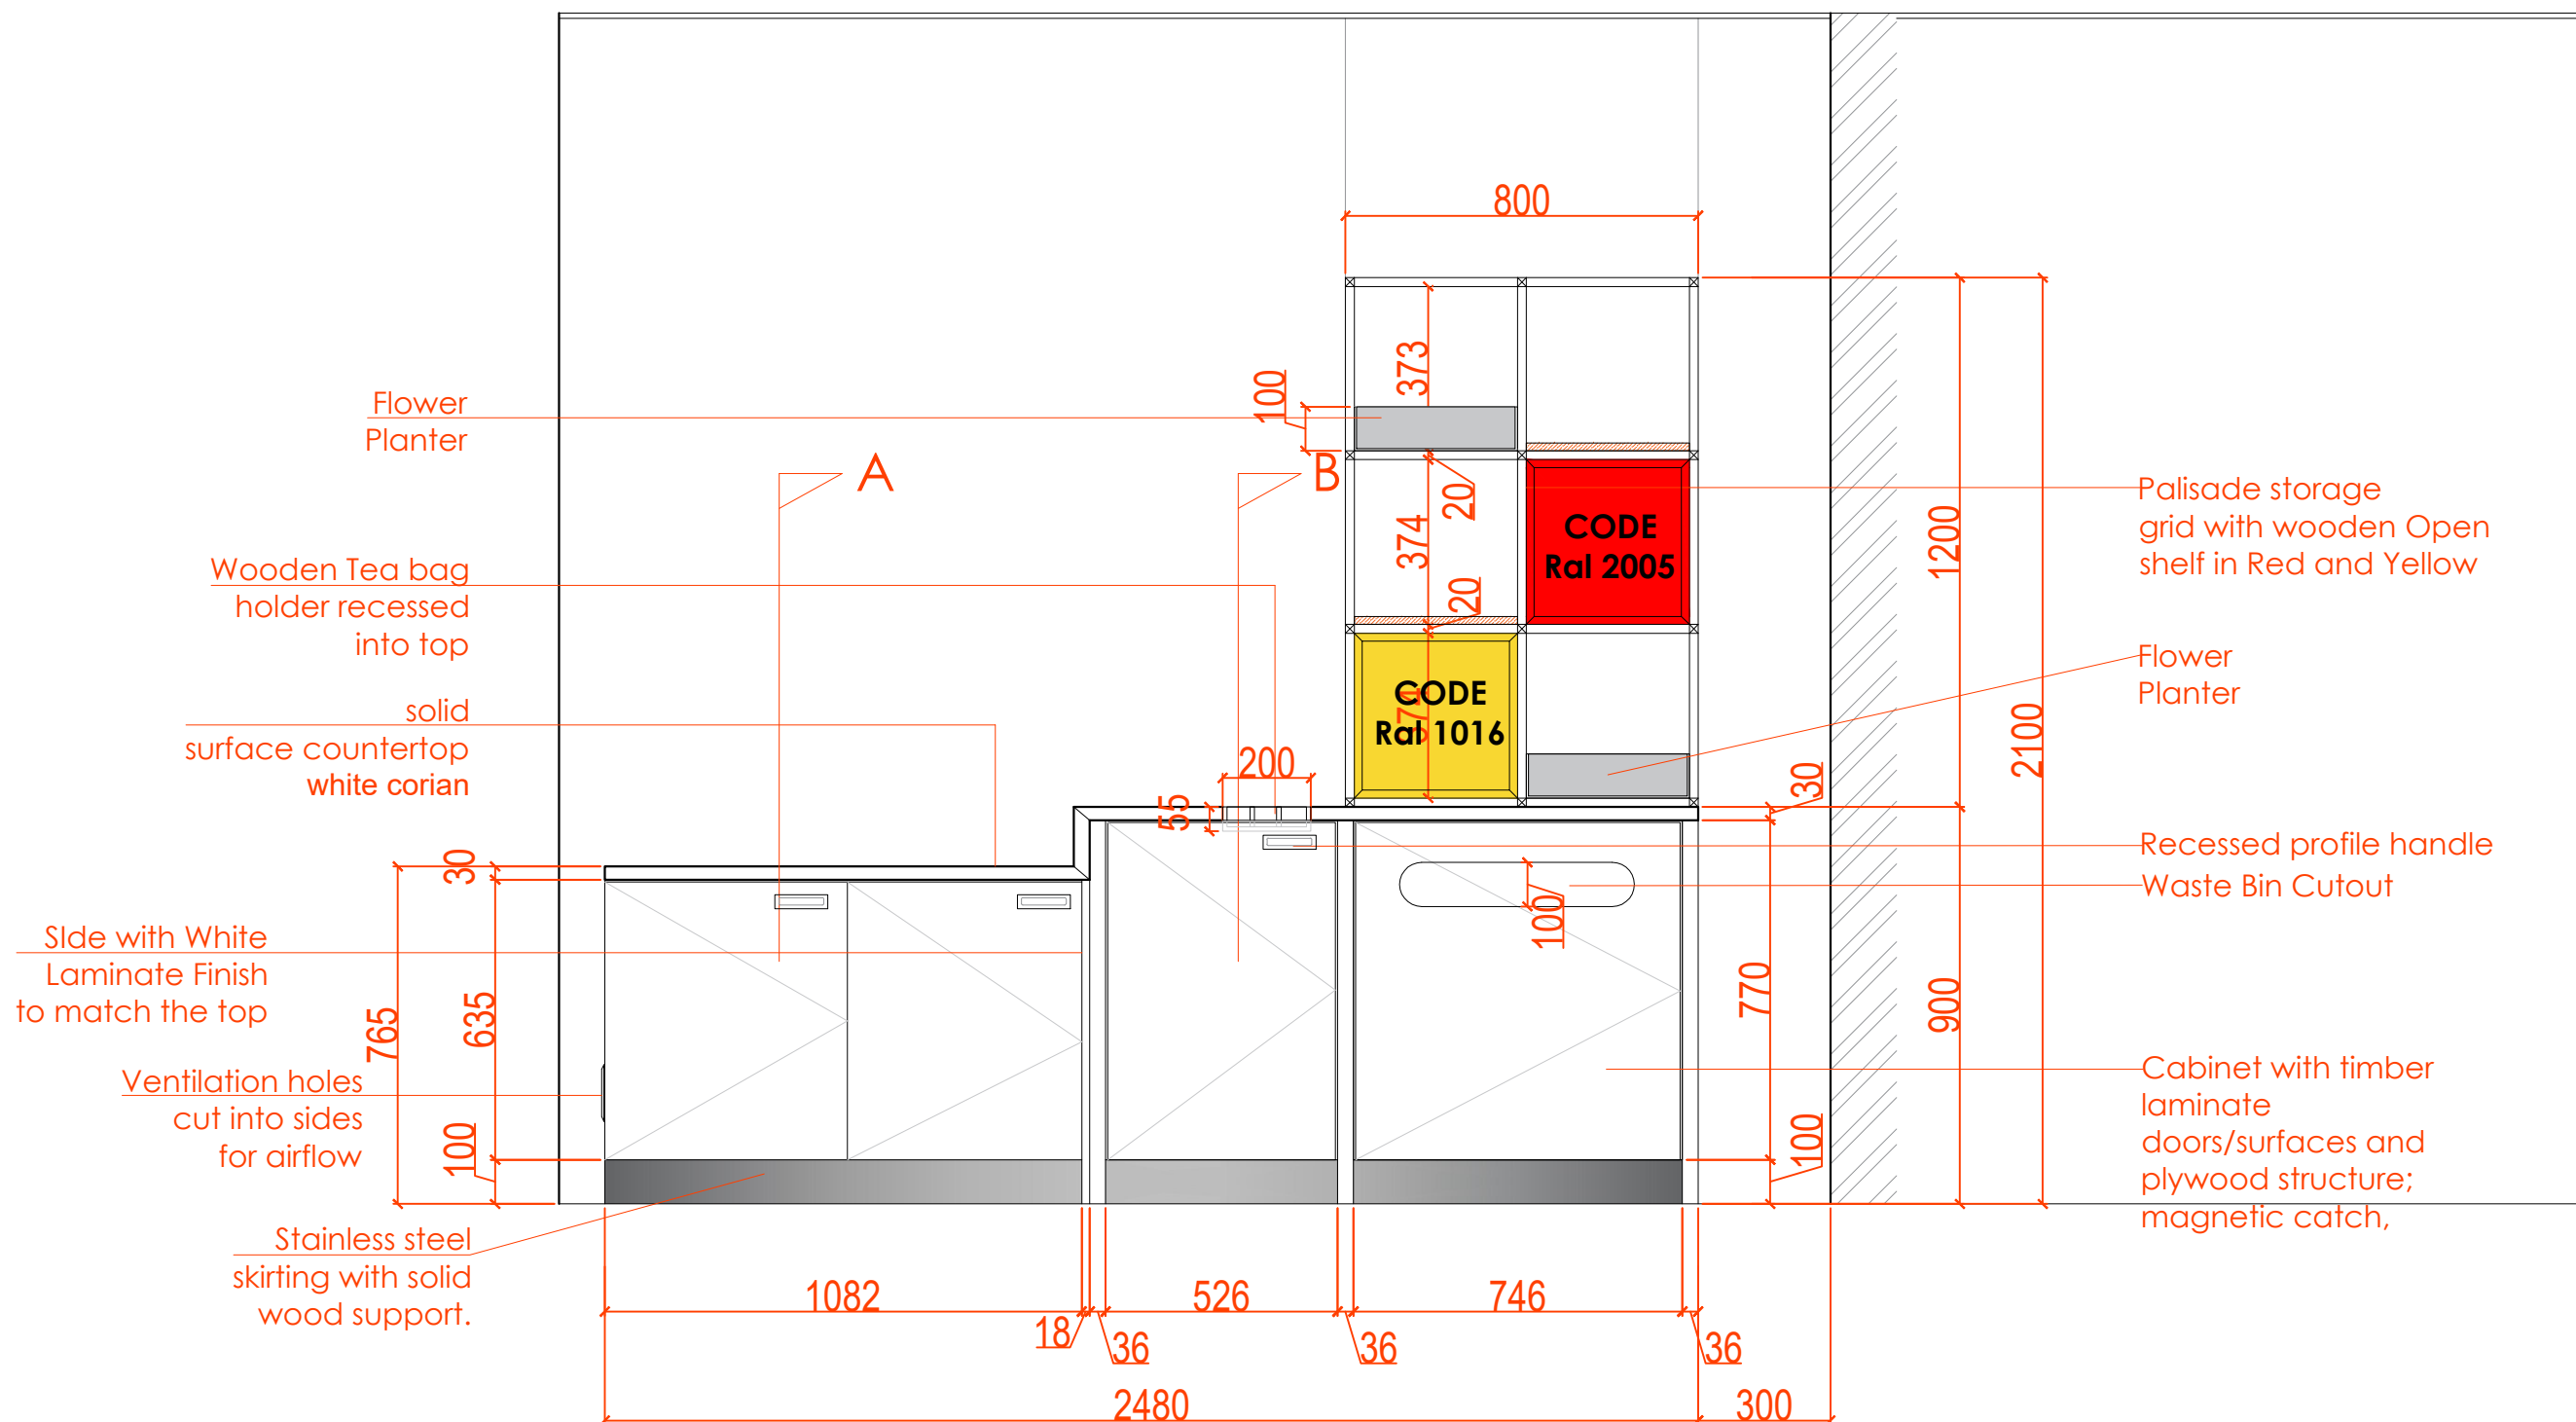 800
Flower
Planter
100
373
A
B
20
374
20
CODE
Ral 2005
Palisade storage
grid with wooden Open
shelf in Red and Yellow
1200
2100
Wooden Tea bag
holder recessed
into top
solid
surface countertop
white corian
CODE
Ral 1016
Flower
Planter
200
55
30
30
Recessed profile handle
Waste Bin Cutout
100
SIde with White
Laminate Finish
to match the top
765
635
770
900
Ventilation holes
cut into sides
for airflow
100
100
Cabinet with timber
laminate
doors/surfaces and
plywood structure;
magnetic catch,
Stainless steel
skirting with solid
wood support.
1082
526
746
18
36
36
36
2480
300